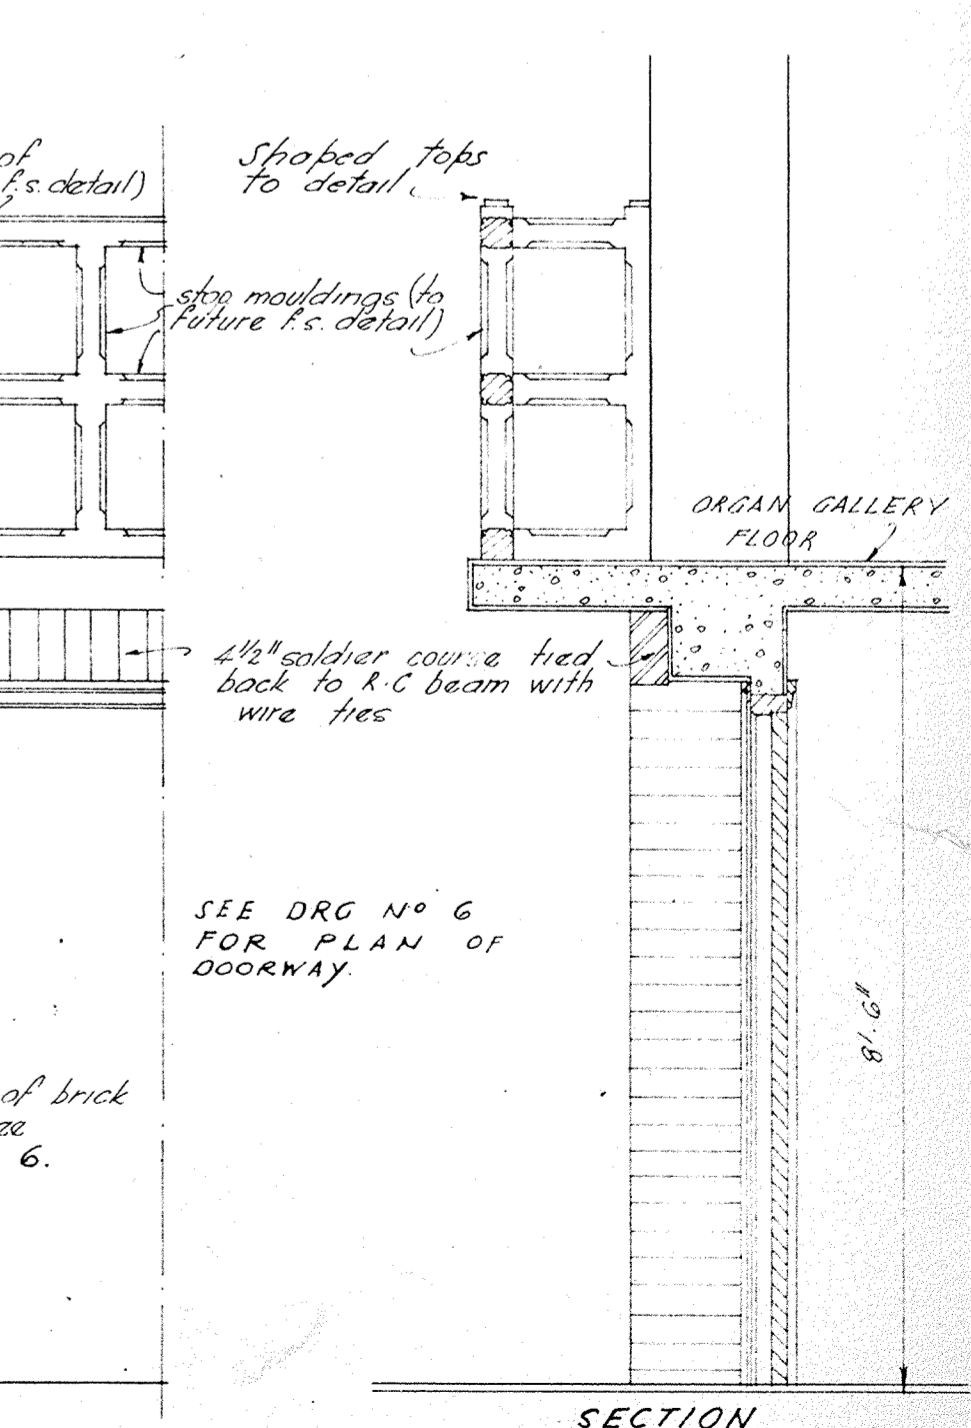 of
f.s. detail)
Shaped tops
to detail
stop mouldings (to
future f.s. detail)
ORGAN GALLERY
FLOOR
4½" soldier course tied
back to R.C beam with
wire ties
SEE DRG Nº 6
FOR PLAN OF
DOORWAY.
8'.6"
of brick
6.
SECTION